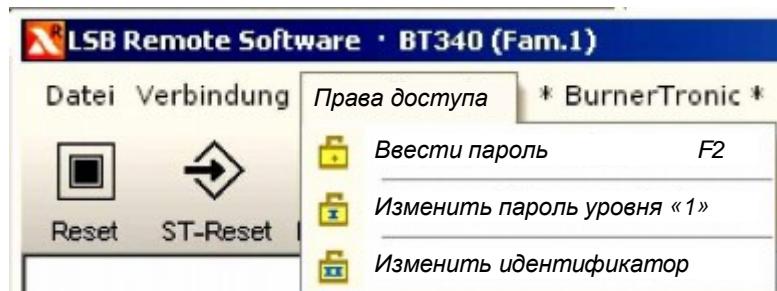 LSB Remote Software · BT340 (Fam.1)
Datei Verbindung Права доступа * BurnerTronic *
Ввести пароль F2
Изменить пароль уровня «1»
Reset ST-Reset
Изменить идентификатор